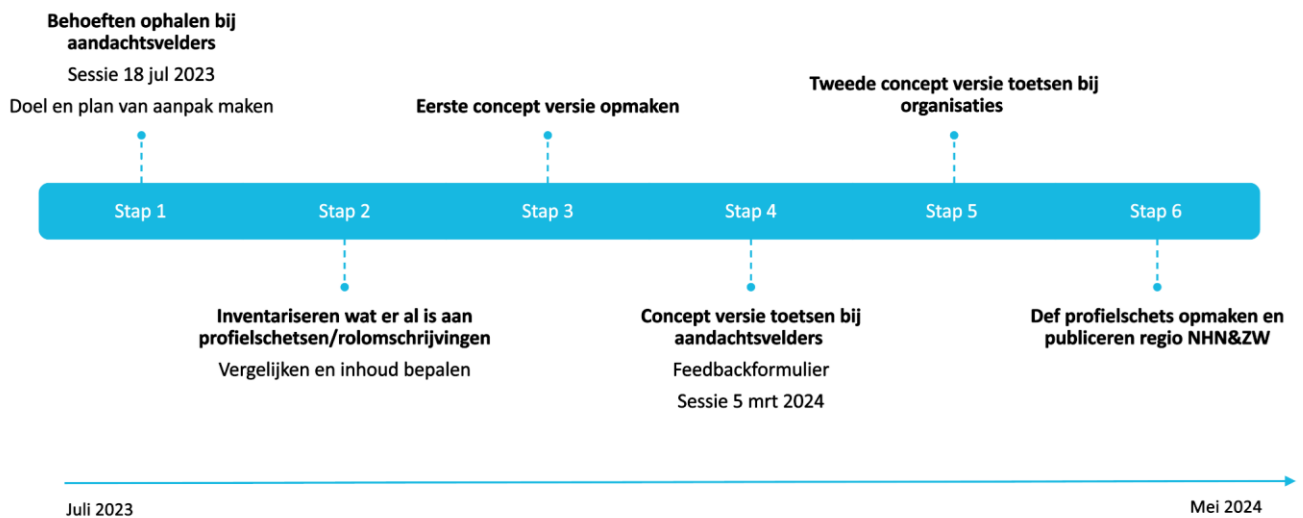 Behoeften ophalen bij
aandachtsvelders
Sessie 18 jul 2023
Doel en plan van aanpak maken
Eerste concept versie opmaken
Tweede concept versie toetsen bij
organisaties
Stap 1
Stap 2
Stap 3
Stap 4
Stap 5
Stap 6
Inventariseren wat er al is aan
profielschetsen/rolomschrijvingen
Vergelijken en inhoud bepalen
Concept versie toetsen bij
aandachtsvelders
Feedbackformulier
Sessie 5 mrt 2024
Def profielschets opmaken en
publiceren regio NHN&ZW
Juli 2023
Mei 2024